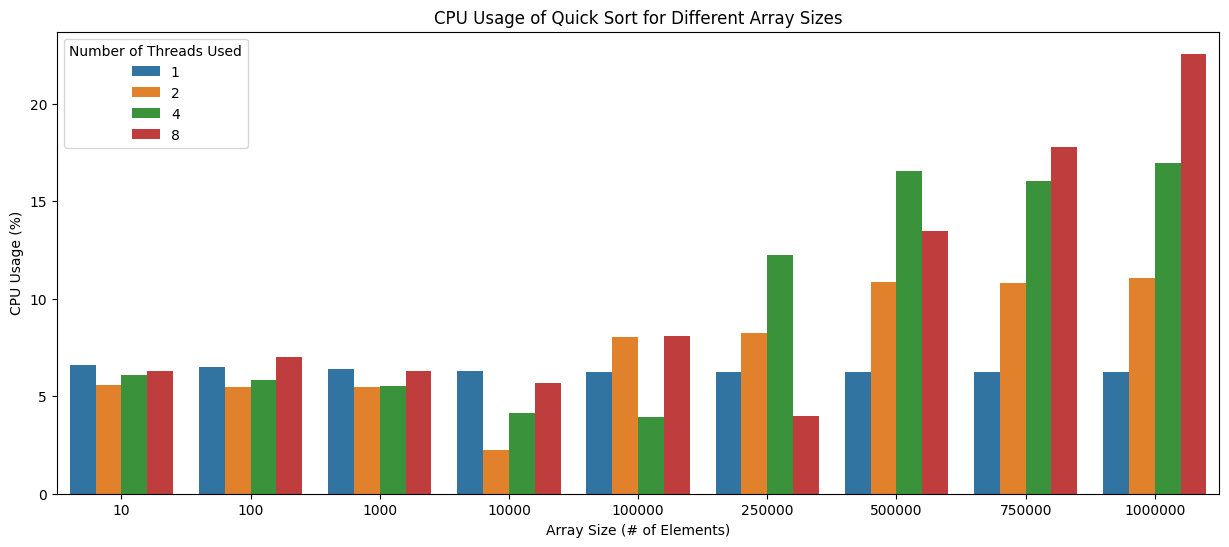 CPU Usage of Quick Sort for Different Array Sizes
Number of Threads Used
1
2
4
8
CPU Usage (%)
20
15
10
5
0
10 100 1000 10000 100000 250000 500000 750000 1000000
Array Size (# of Elements)